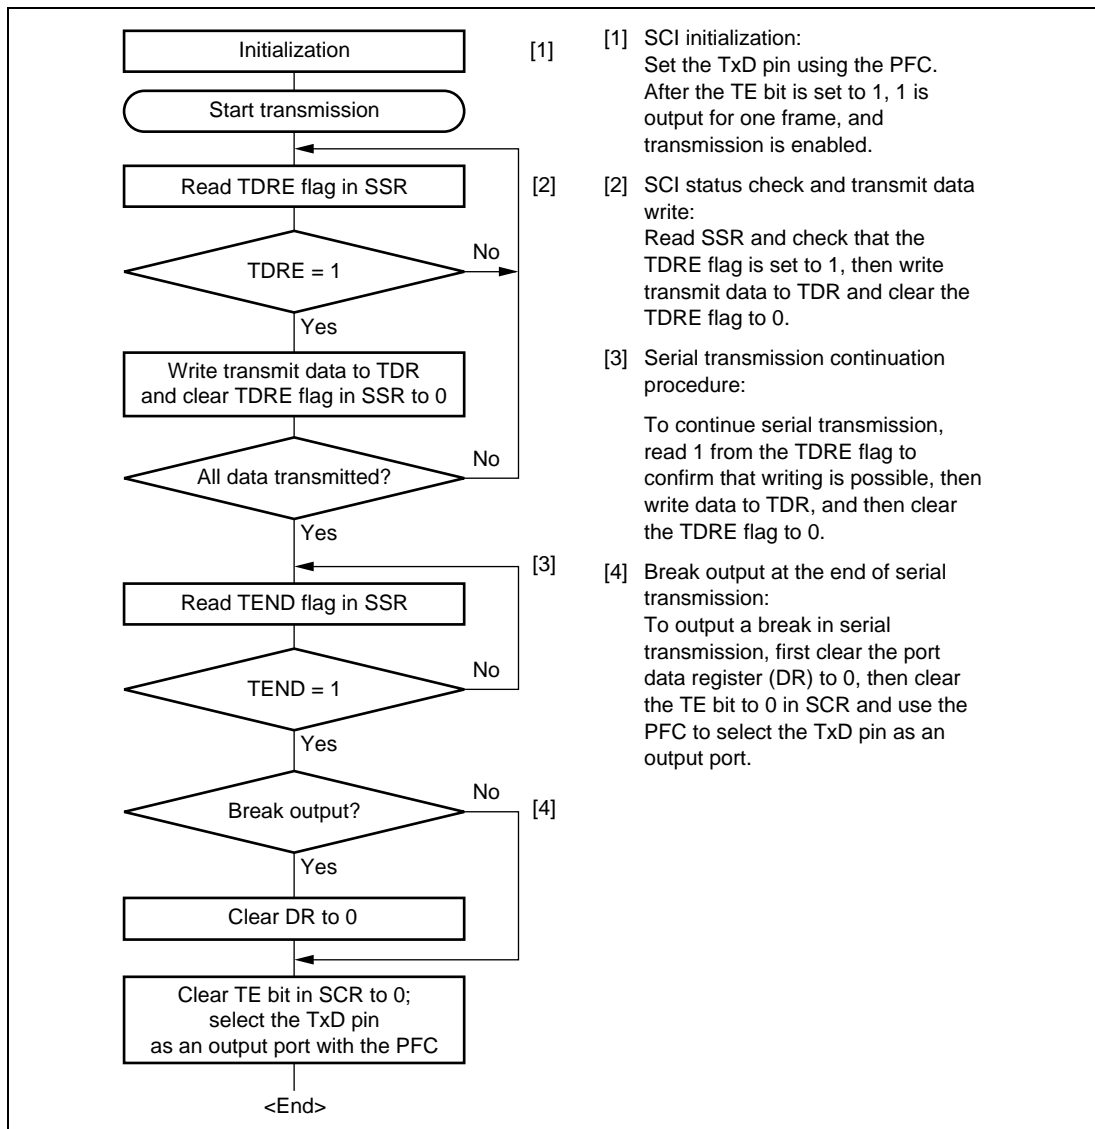 Initialization
[1]
Start transmission
Read TDRE flag in SSR
[2]
TDRE = 1
No
Yes
Write transmit data to TDR
and clear TDRE flag in SSR to 0
All data transmitted?
No
Yes
[3]
Read TEND flag in SSR
TEND = 1
No
Yes
Break output?
No
[4]
Yes
Clear DR to 0
Clear TE bit in SCR to 0;
select the TxD pin
as an output port with the PFC
<End>
[1] SCI initialization:
Set the TxD pin using the PFC.
After the TE bit is set to 1, 1 is
output for one frame, and
transmission is enabled.
[2] SCI status check and transmit data
write:
Read SSR and check that the
TDRE flag is set to 1, then write
transmit data to TDR and clear the
TDRE flag to 0.
[3] Serial transmission continuation
procedure:
To continue serial transmission,
read 1 from the TDRE flag to
confirm that writing is possible, then
write data to TDR, and then clear
the TDRE flag to 0.
[4] Break output at the end of serial
transmission:
To output a break in serial
transmission, first clear the port
data register (DR) to 0, then clear
the TE bit to 0 in SCR and use the
PFC to select the TxD pin as an
output port.